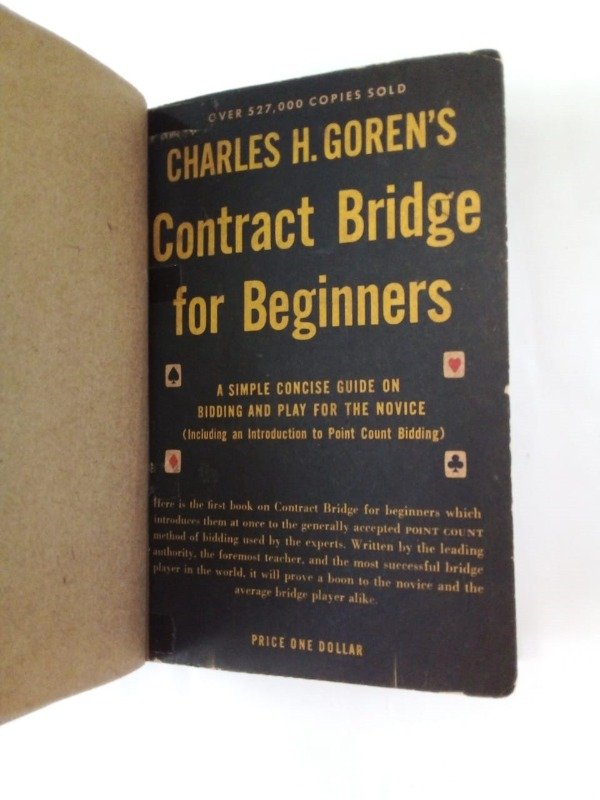 OVER 527,000 COPIES SOLD
CHARLES H. GOREN'S
Contract Bridge
for Beginners
A SIMPLE CONCISE GUIDE ON
BIDDING AND PLAY FOR THE NOVICE
(Including an Introduction to Point Count Bidding)
Here is the first book on Contract Bridge for beginners which
introduces them at once to the generally accepted POINT COUNT
method of bidding used by the experts. Written by the leading
authority, the foremost teacher, and the most successful bridge
player in the world, it will prove a boon to the novice and the
average bridge player alike.
PRICE ONE DOLLAR